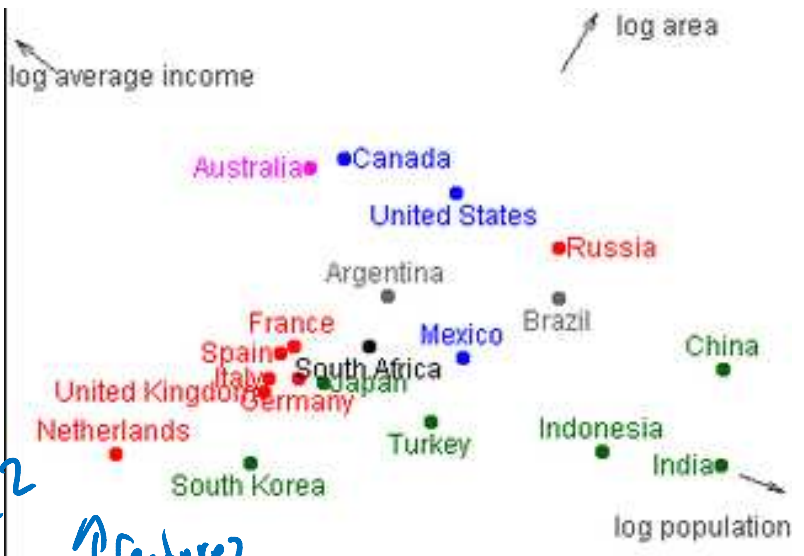 log area
log average income
Canada
Australia
United States
Russia
Argentina
Brazil
France
Mexico
China
Spain
South Africa
Italy
Japan
United Kingdom
Germany
Netherlands
Turkey
Indonesia
India
South Korea
2
log population